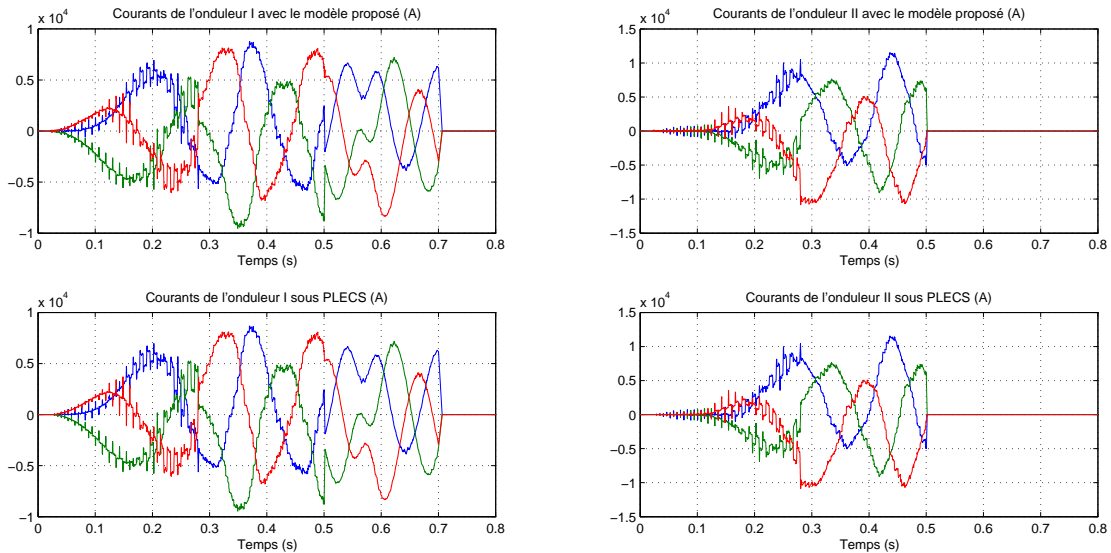 Courants de l'onduleur I avec le modèle proposé (A)
x 10^4
1
0.5
0
−0.5
−1
0 0.1 0.2 0.3 0.4 0.5 0.6 0.7 0.8
Temps (s)
Courants de l'onduleur II avec le modèle proposé (A)
x 10^4
1.5
1
0.5
0
−0.5
−1
−1.5
0 0.1 0.2 0.3 0.4 0.5 0.6 0.7 0.8
Temps (s)
Courants de l'onduleur I sous PLECS (A)
x 10^4
1
0.5
0
−0.5
−1
0 0.1 0.2 0.3 0.4 0.5 0.6 0.7 0.8
Temps (s)
Courants de l'onduleur II sous PLECS (A)
x 10^4
1.5
1
0.5
0
−0.5
−1
−1.5
0 0.1 0.2 0.3 0.4 0.5 0.6 0.7 0.8
Temps (s)